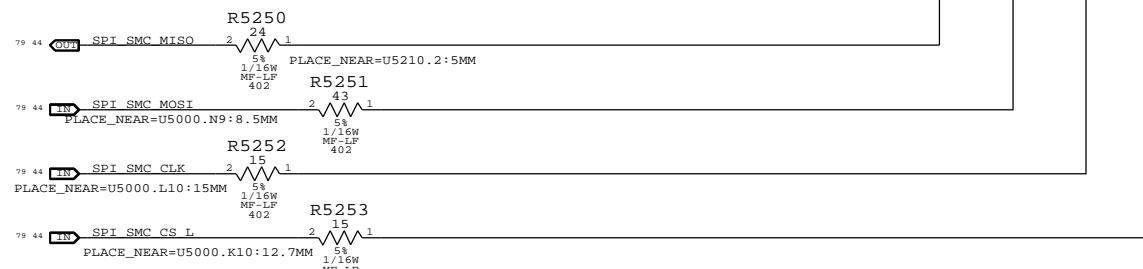 R5250
24
79 44 OUT SPI_SMC_MISO 2 1
5%
PLACE_NEAR=U5210.2:5MM
1/16W
MF-LF
402
R5251
43
79 44 IN SPI_SMC_MOSI 2 1
PLACE_NEAR=U5000.N9:8.5MM
5%
1/16W
MF-LF
402
R5252
15
79 44 IN SPI_SMC_CLK 2 1
PLACE_NEAR=U5000.L10:15MM
5%
1/16W
MF-LF
402
R5253
15
79 44 IN SPI_SMC_CS_L 2 1
PLACE_NEAR=U5000.K10:12.7MM
5%
1/16W
MF-LF